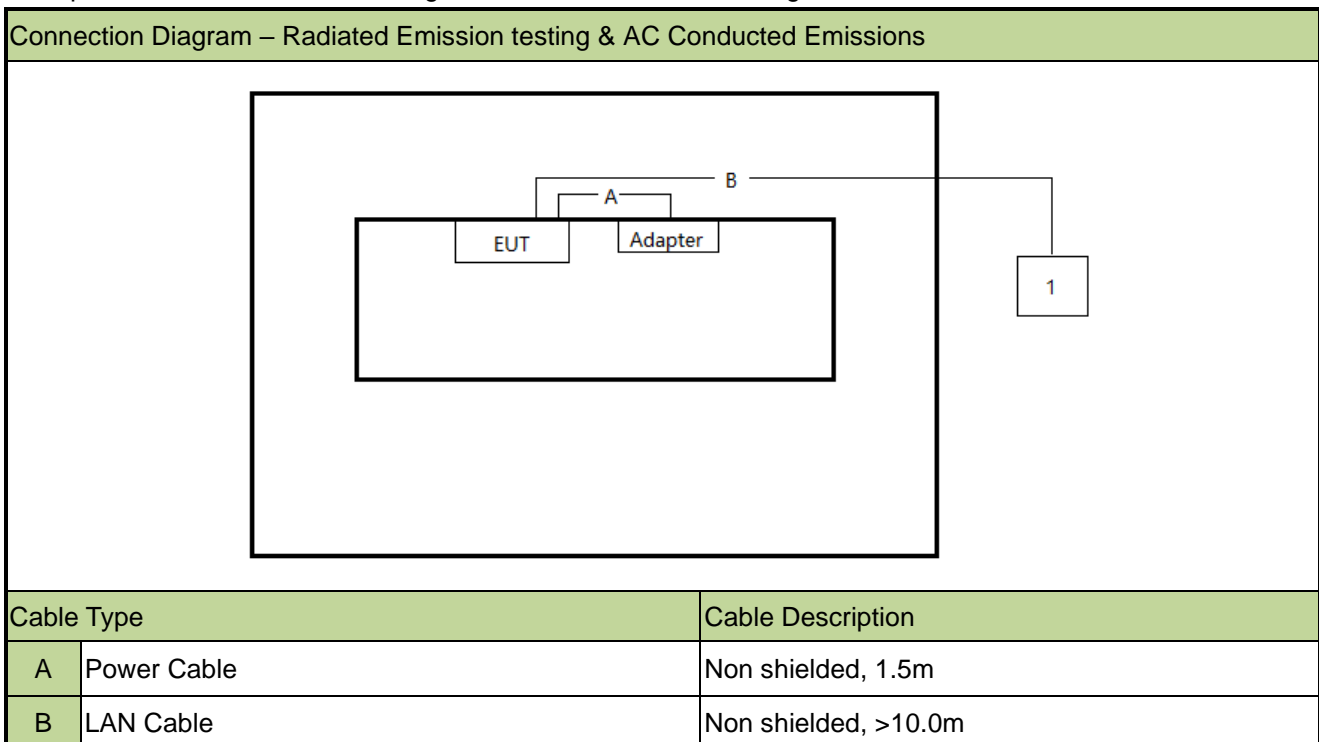 Connection Diagram – Radiated Emission testing & AC Conducted Emissions
B
A
EUT
Adapter
1
Cable Type
Cable Description
A
Power Cable
Non shielded, 1.5m
B
LAN Cable
Non shielded, >10.0m